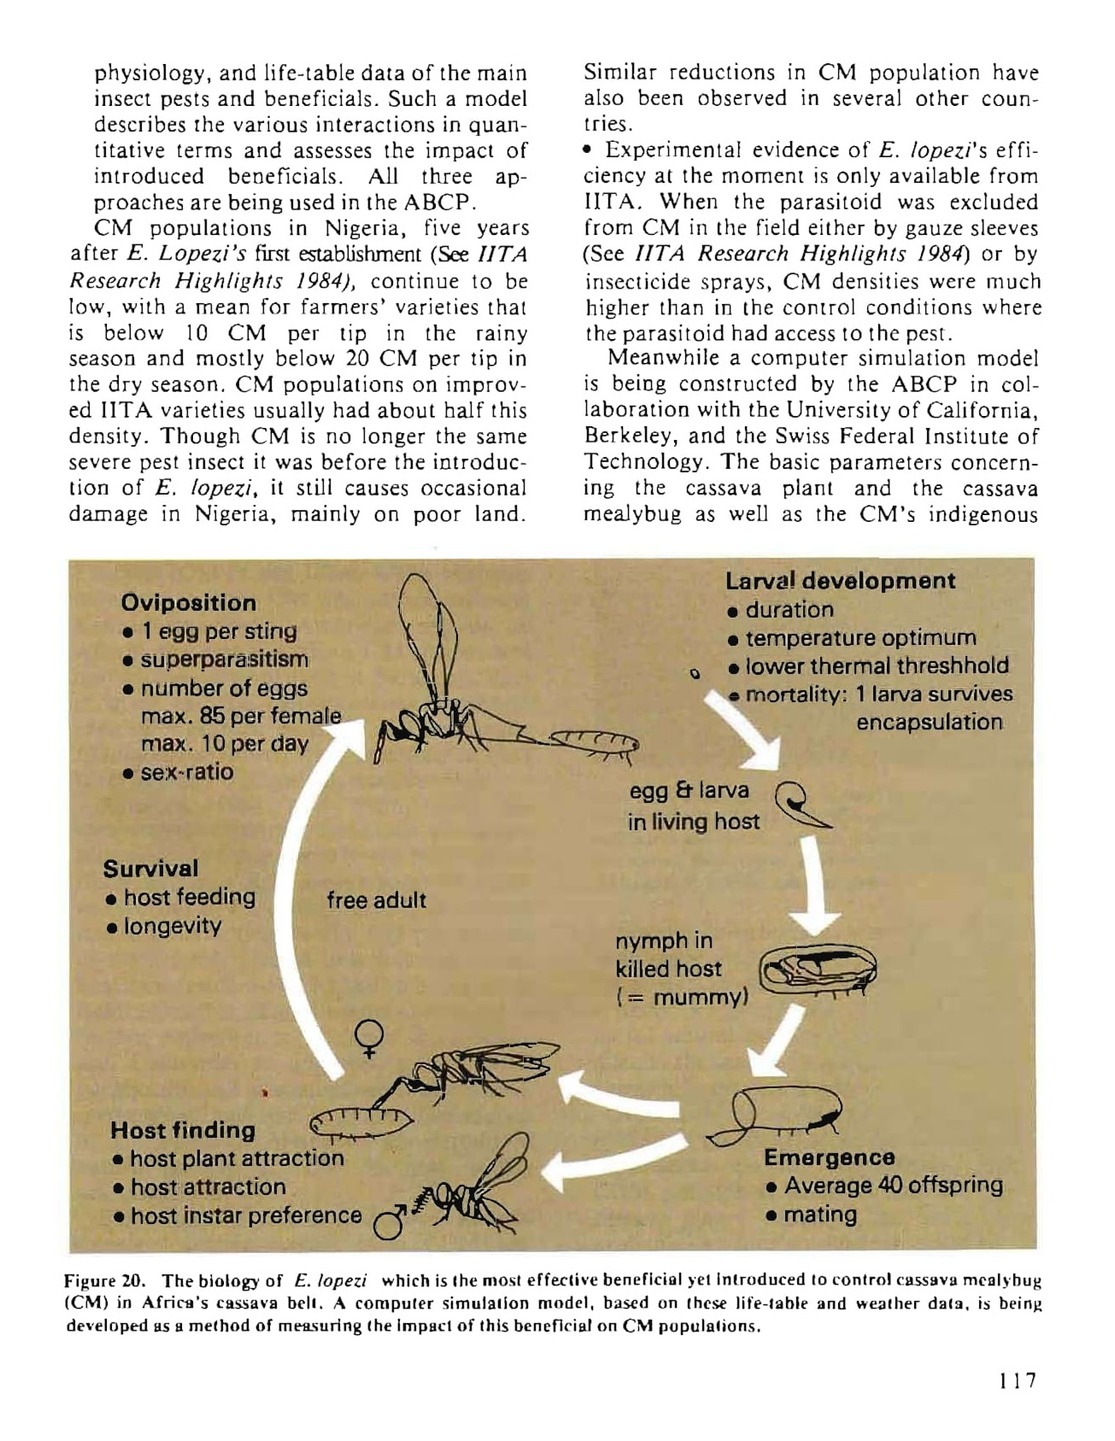 physiology, and life-table data of the main
insect pests and beneficials. Such a model
describes the various interactions in quan-
titative terms and assesses the impact of
introduced beneficials. All three ap-
proaches are being used in the ABCP.
CM populations in Nigeria, five years
after E. Lopezi's first establishment (See IITA
Research Highlights 1984), continue to be
low, with a mean for farmers' varieties that
is below 10 CM per tip in the rainy
season and mostly below 20 CM per tip in
the dry season. CM populations on improv-
ed IITA varieties usually had about half this
density. Though CM is no longer the same
severe pest insect it was before the introduc-
tion of E. lopezi, it still causes occasional
damage in Nigeria, mainly on poor land.
Similar reductions in CM population have
also been observed in several other coun-
tries.
• Experimental evidence of E. lopezi's effi-
ciency at the moment is only available from
IITA. When the parasitoid was excluded
from CM in the field either by gauze sleeves
(See IITA Research Highlights 1984) or by
insecticide sprays, CM densities were much
higher than in the control conditions where
the parasitoid had access to the pest.
Meanwhile a computer simulation model
is being constructed by the ABCP in col-
laboration with the University of California,
Berkeley, and the Swiss Federal Institute of
Technology. The basic parameters concern-
ing the cassava plant and the cassava
mealybug as well as the CM's indigenous
Oviposition
• 1 egg per sting
• superparasitism
• number of eggs
max. 85 per female
max. 10 per day
• sex-ratio
Larval development
• duration
• temperature optimum
• lower thermal threshhold
• mortality: 1 larva survives
encapsulation
egg & larva
in living host
Survival
• host feeding
• longevity
free adult
nymph in
killed host
(= mummy)
♀
Host finding
• host plant attraction
• host attraction
• host instar preference
♂
Emergence
• Average 40 offspring
• mating
Figure 20. The biology of E. lopezi which is the most effective beneficial yet introduced to control cassava mealybug
(CM) in Africa's cassava belt. A computer simulation model, based on these life-table and weather data, is being
developed as a method of measuring the impact of this beneficial on CM populations.
117